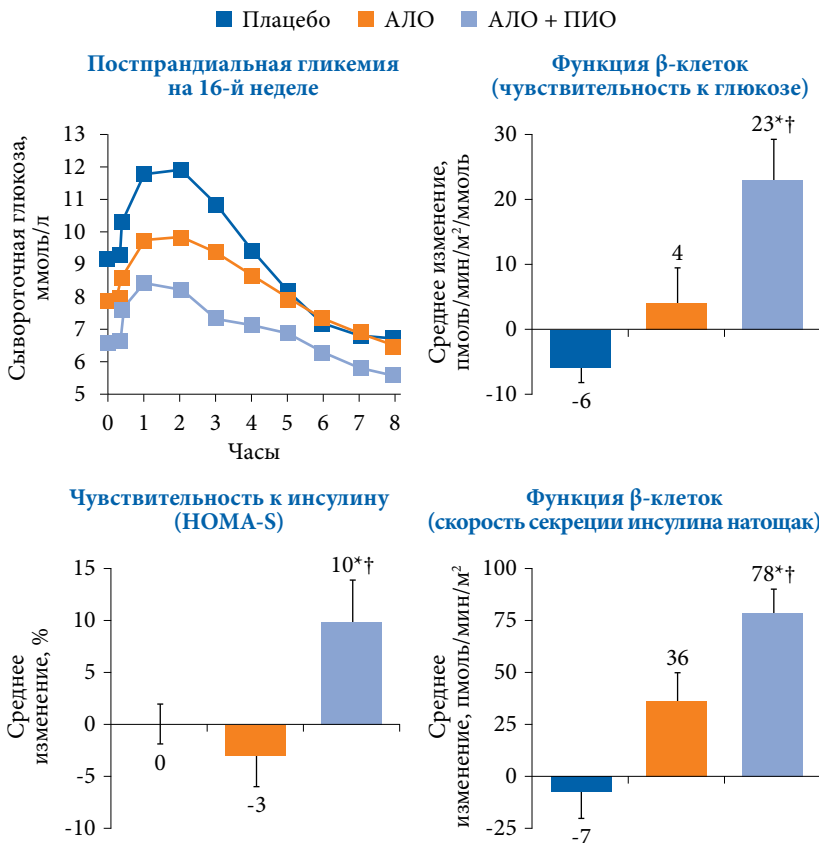 Плацебо АЛО АЛО + ПИО
Постпрандиальная гликемия
на 16-й неделе
Сывороточная глюкоза,
ммоль/л
13
12
11
10
9
8
7
6
5
0 1 2 3 4 5 6 7 8
Часы
Функция β-клеток
(чувствительность к глюкозе)
Среднее изменение,
пмоль/мин/м²/ммоль
30
20
10
0
-10
-6
4
23*†
Чувствительность к инсулину
(HOMA-S)
Среднее
изменение, %
15
10
5
0
-5
-10
0
-3
10*†
Функция β-клеток
(скорость секреции инсулина натощак)
Среднее
изменение, пмоль/мин/м²
100
75
50
25
0
-25
-7
36
78*†